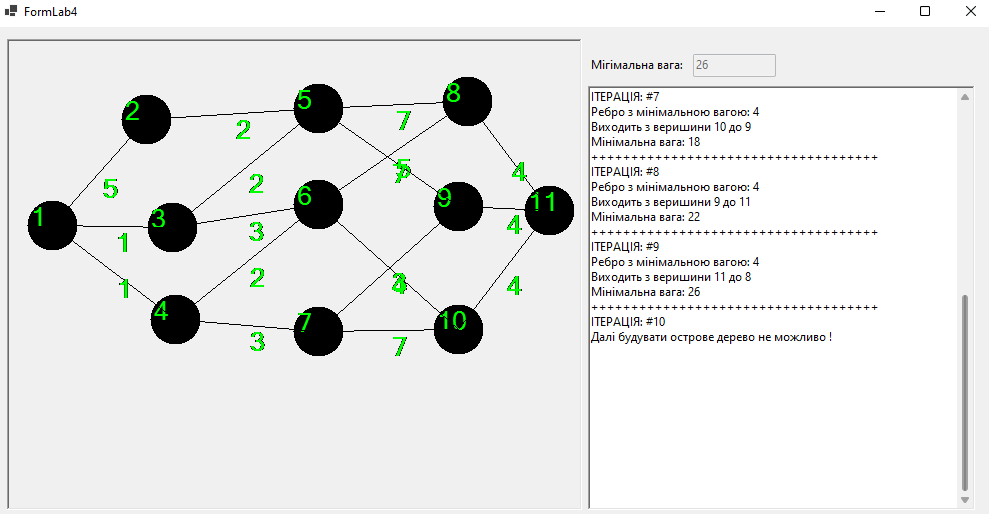 FormLab4
Мігімальна вага:
26
ІТЕРАЦІЯ: #7
Ребро з мінімальною вагою: 4
Виходить з веришини 10 до 9
Мінімальна вага: 18
++++++++++++++++++++++++++++++++++++
ІТЕРАЦІЯ: #8
Ребро з мінімальною вагою: 4
Виходить з веришини 9 до 11
Мінімальна вага: 22
++++++++++++++++++++++++++++++++++++
ІТЕРАЦІЯ: #9
Ребро з мінімальною вагою: 4
Виходить з веришини 11 до 8
Мінімальна вага: 26
++++++++++++++++++++++++++++++++++++
ІТЕРАЦІЯ: #10
Далі будувати острове дерево не можливо !
8
5
2
7
2
5
7
4
2
5
6
9
11
1
3
3
4
1
2
4
1
4
4
7
10
3
7